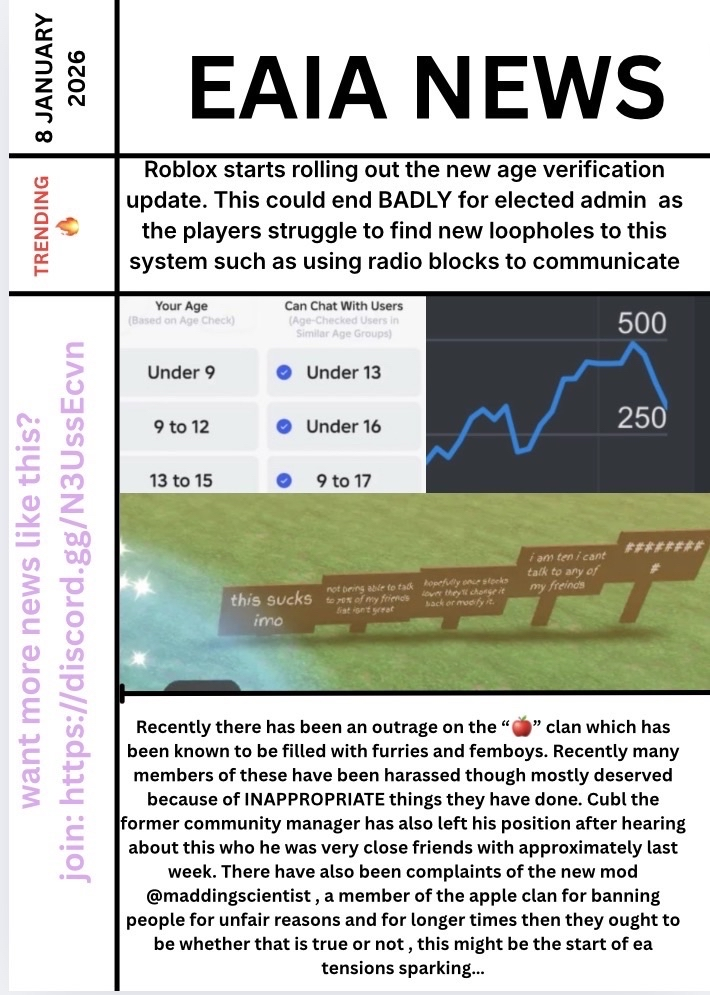 8 JANUARY
2026
EAIA NEWS
TRENDING
🔥
Roblox starts rolling out the new age verification
update. This could end BADLY for elected admin as
the players struggle to find new loopholes to this
system such as using radio blocks to communicate
want more news like this?
join: https://discord.gg/N3UssEcvn
Your Age
(Based on Age Check)
Can Chat With Users
(Age-Checked Users in
Similar Age Groups)
Under 9
Under 13
9 to 12
Under 16
13 to 15
9 to 17
500
250
this sucks
imo
not being able to talk
to 70% of my friends
list isn't great
hopefully once stocks
lower they'll change it
back or modify it.
i am ten i cant
talk to any of
my freinds
########
#
Recently there has been an outrage on the “🍎” clan which has
been known to be filled with furries and femboys. Recently many
members of these have been harassed though mostly deserved
because of INAPPROPRIATE things they have done. Cubl the
former community manager has also left his position after hearing
about this who he was very close friends with approximately last
week. There have also been complaints of the new mod
@maddingscientist , a member of the apple clan for banning
people for unfair reasons and for longer times then they ought to
be whether that is true or not , this might be the start of ea
tensions sparking...